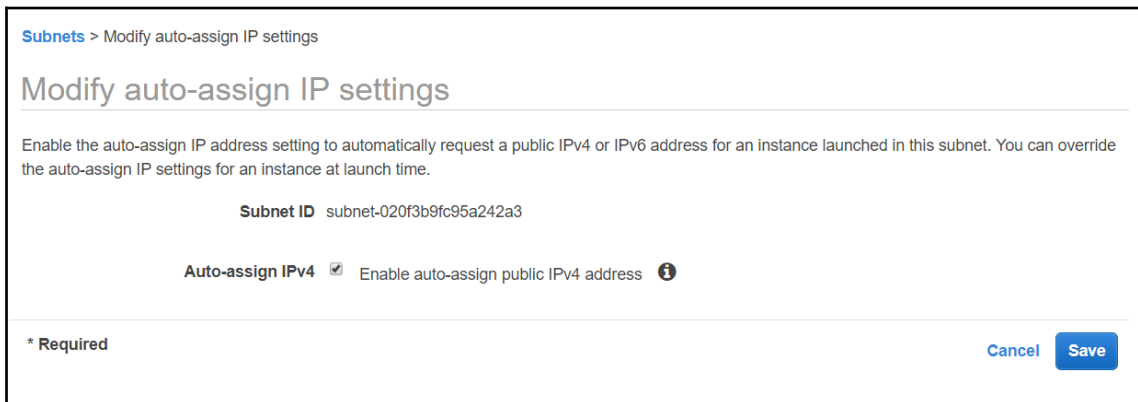 Subnets > Modify auto-assign IP settings
Modify auto-assign IP settings
Enable the auto-assign IP address setting to automatically request a public IPv4 or IPv6 address for an instance launched in this subnet. You can override
the auto-assign IP settings for an instance at launch time.
Subnet ID subnet-020f3b9fc95a242a3
Auto-assign IPv4 Enable auto-assign public IPv4 address
* Required
Cancel Save